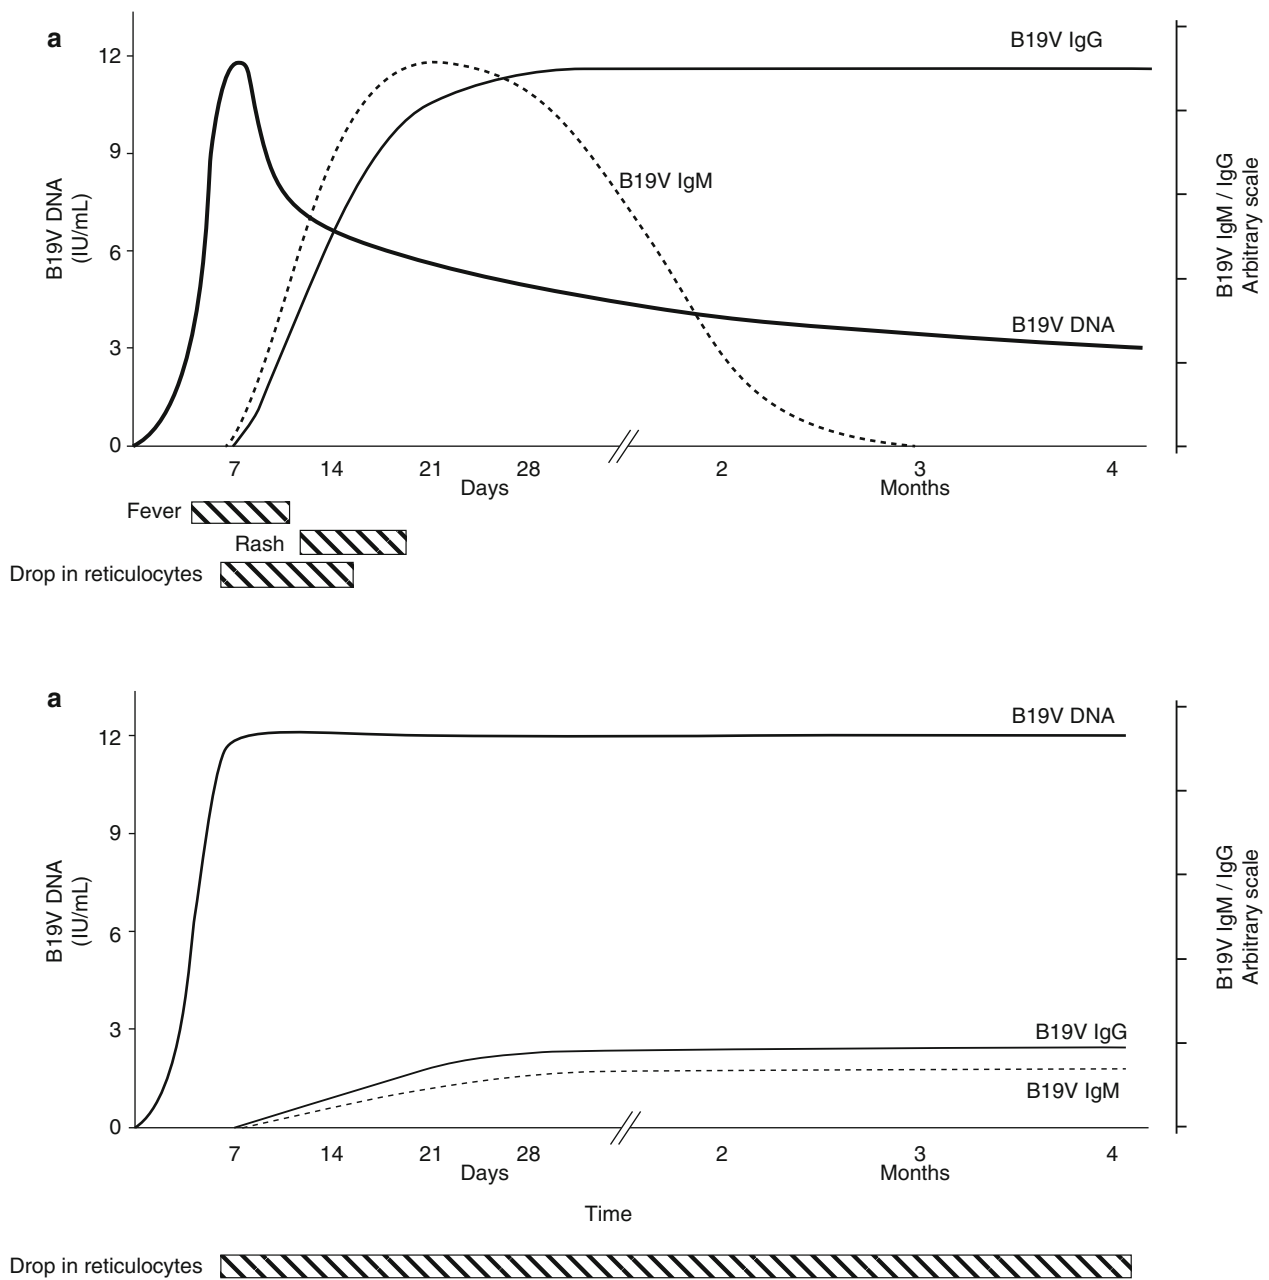 a
B19V IgG
12
9
B19V IgM
B19V DNA
(IU/mL)
B19V IgM / IgG
Arbitrary scale
6
B19V DNA
3
0
7 14 21 28 2 3 4
Days Months
Fever
Rash
Drop in reticulocytes
a
B19V DNA
12
9
B19V DNA
(IU/mL)
B19V IgM / IgG
Arbitrary scale
6
3
B19V IgG
B19V IgM
0
7 14 21 28 2 3 4
Days Months
Time
Drop in reticulocytes